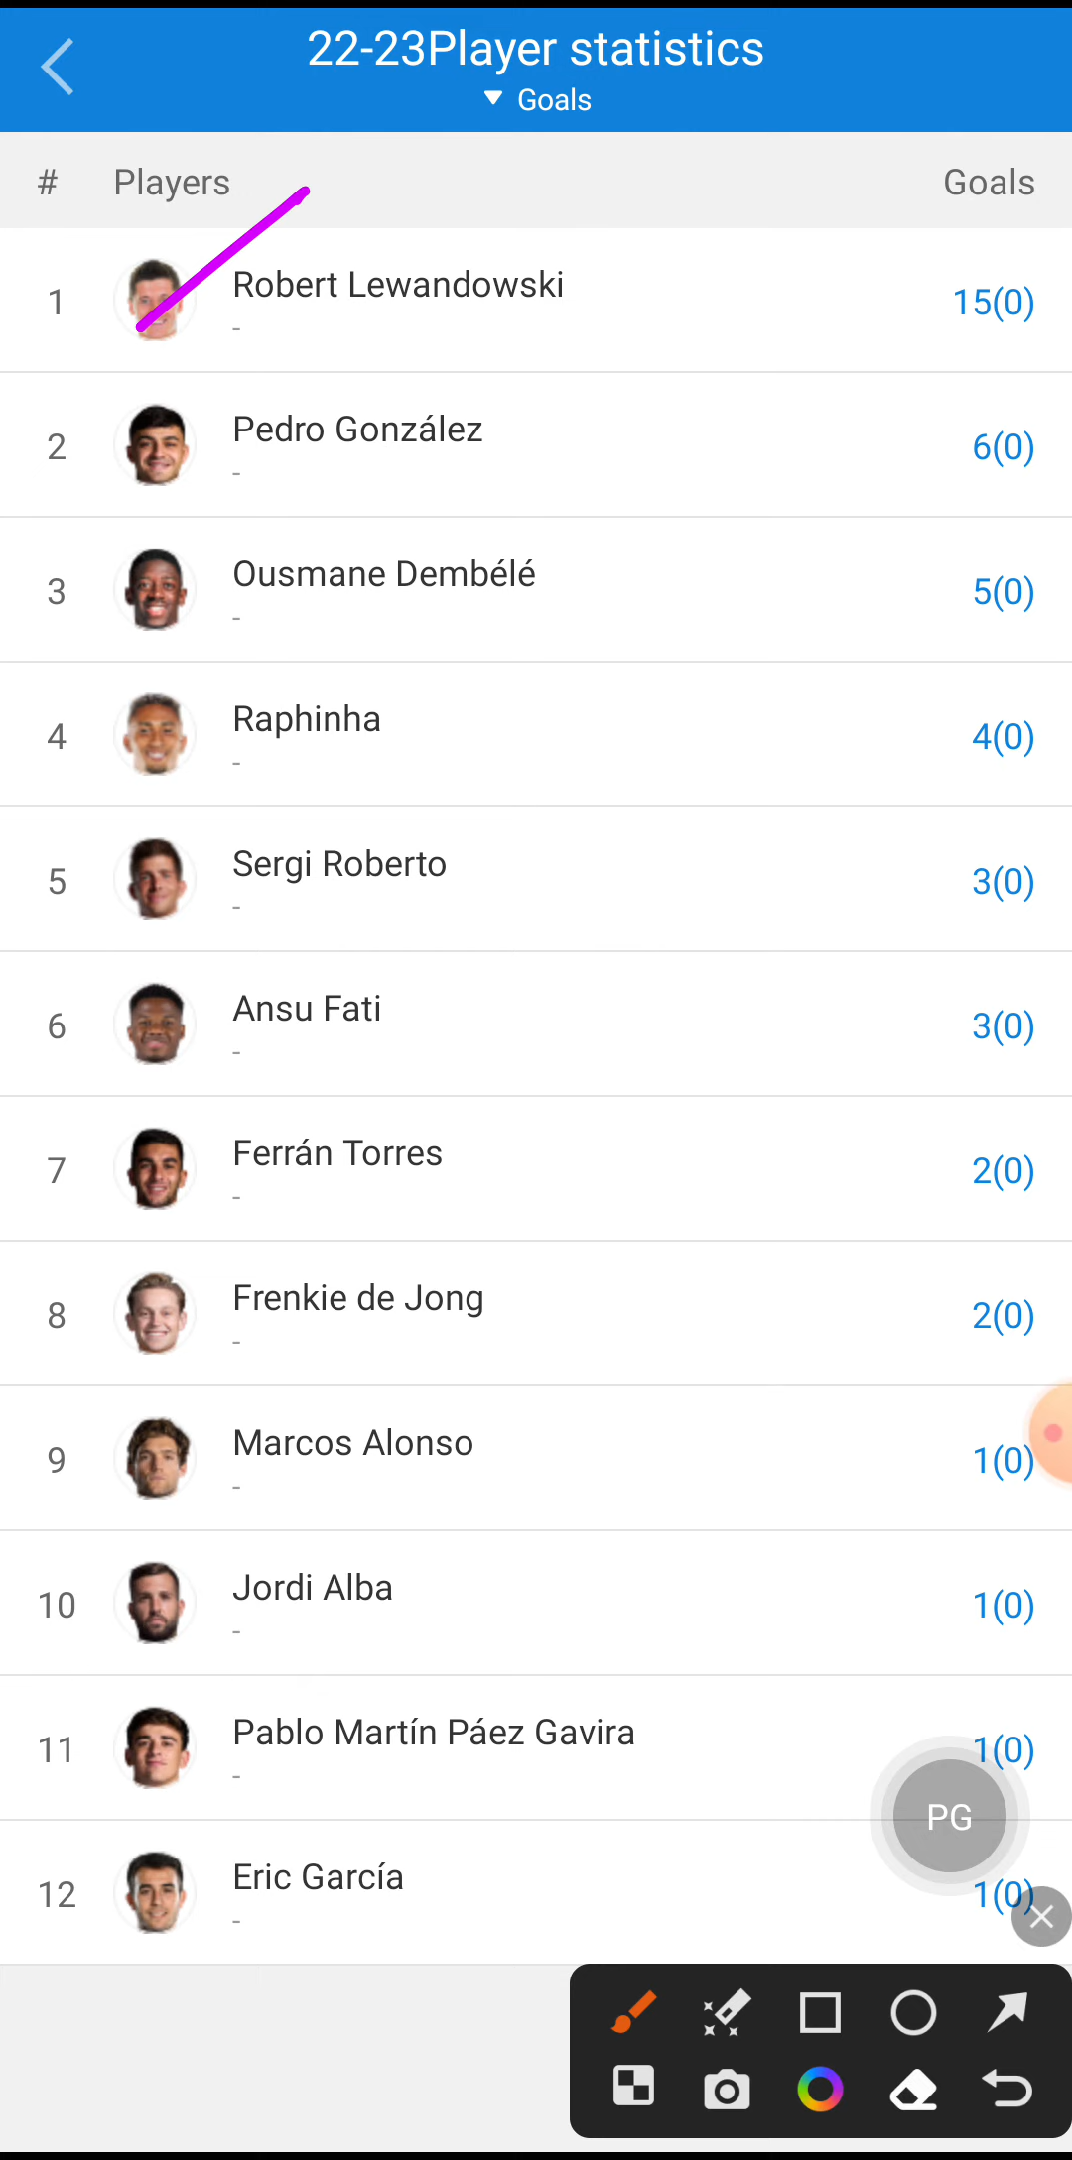 22-23Player statistics
▼ Goals
# Players Goals
1 Robert Lewandowski 15(0)
-
2 Pedro González 6(0)
-
3 Ousmane Dembélé 5(0)
-
4 Raphinha 4(0)
-
5 Sergi Roberto 3(0)
-
6 Ansu Fati 3(0)
-
7 Ferrán Torres 2(0)
-
8 Frenkie de Jong 2(0)
-
9 Marcos Alonso 1(0)
-
10 Jordi Alba 1(0)
-
11 Pablo Martín Páez Gavira 1(0)
-
PG
12 Eric García 1(0)
-